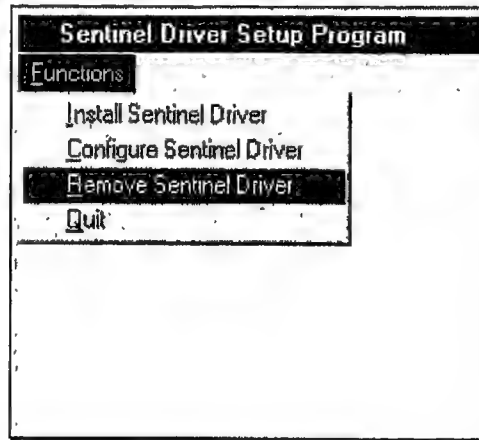 Sentinel Driver Setup Program
Functions
Install Sentinel Driver
Configure Sentinel Driver
Remove Sentinel Driver
Quit